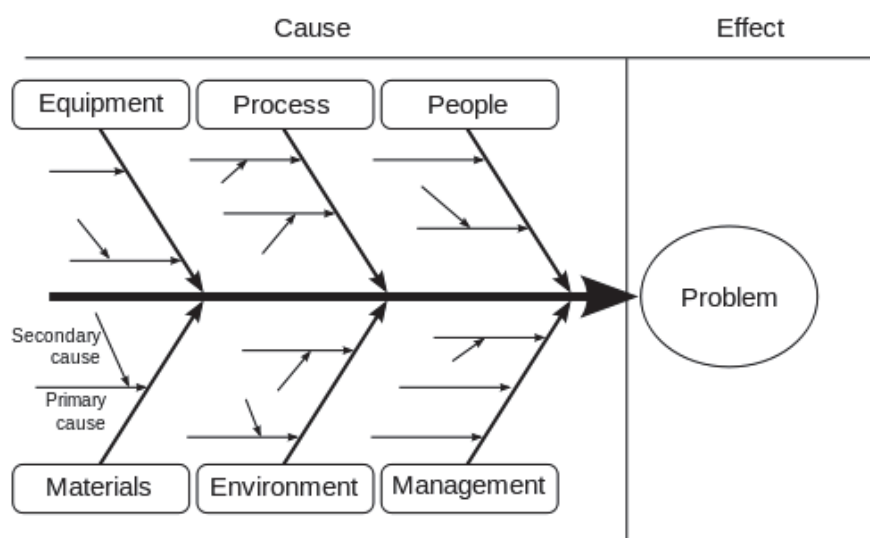 Cause
Effect
Equipment
Process
People
Problem
Secondary
cause
Primary
cause
Materials
Environment
Management